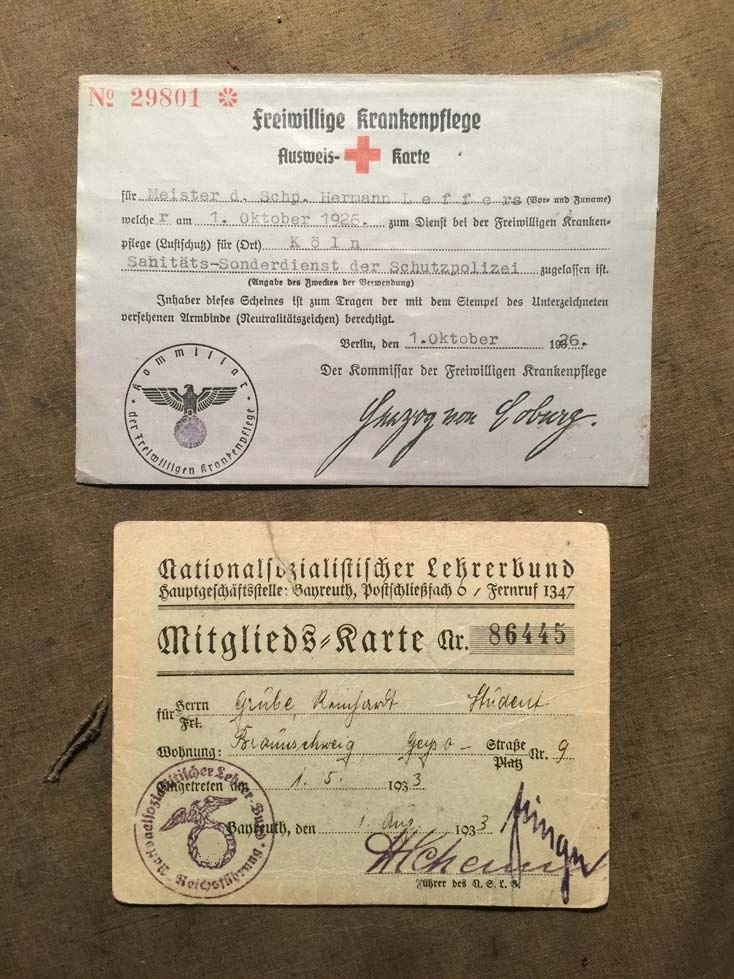 Nº 29801
Freiwillige Krankenpflege
Ausweis- Karte
für Meister d. Schp. Hermann Leffers (Vor- und Zuname)
welche r am 1. Oktober 1926. zum Dienst bei der Freiwilligen Kranken-
pflege (Luftschutz) für (Ort) Köln
Sanitäts-Sonderdienst der Schutzpolizei zugelassen ist.
(Angabe des Zweckes der Verwendung)
Inhaber dieses Scheines ist zum Tragen der mit dem Stempel des Unterzeichneten
versehenen Armbinde (Neutralitätszeichen) berechtigt.
Berlin, den 1.Oktober 1936.
Der Kommissar der Freiwilligen Krankenpflege
Herzog von Coburg.
Kommissar
der Freiwilligen Krankenpflege
Nationalsozialistischer Lehrerbund
Hauptgeschäftsstelle: Bayreuth, Postschließfach 6 / Fernruf 1347
Mitglieds-Karte Nr. 86445
für Herrn Grube, Reinhardt Student
Frl.
Wohnung: Braunschweig Straße Nr. 9
Platz
Eingetreten am 1. 5. 1933
Bayreuth, den 1. Aug. 1933
Führer des N.S.L.B.
Nationalsozialistischer Lehrer-Bund
Reichsführung